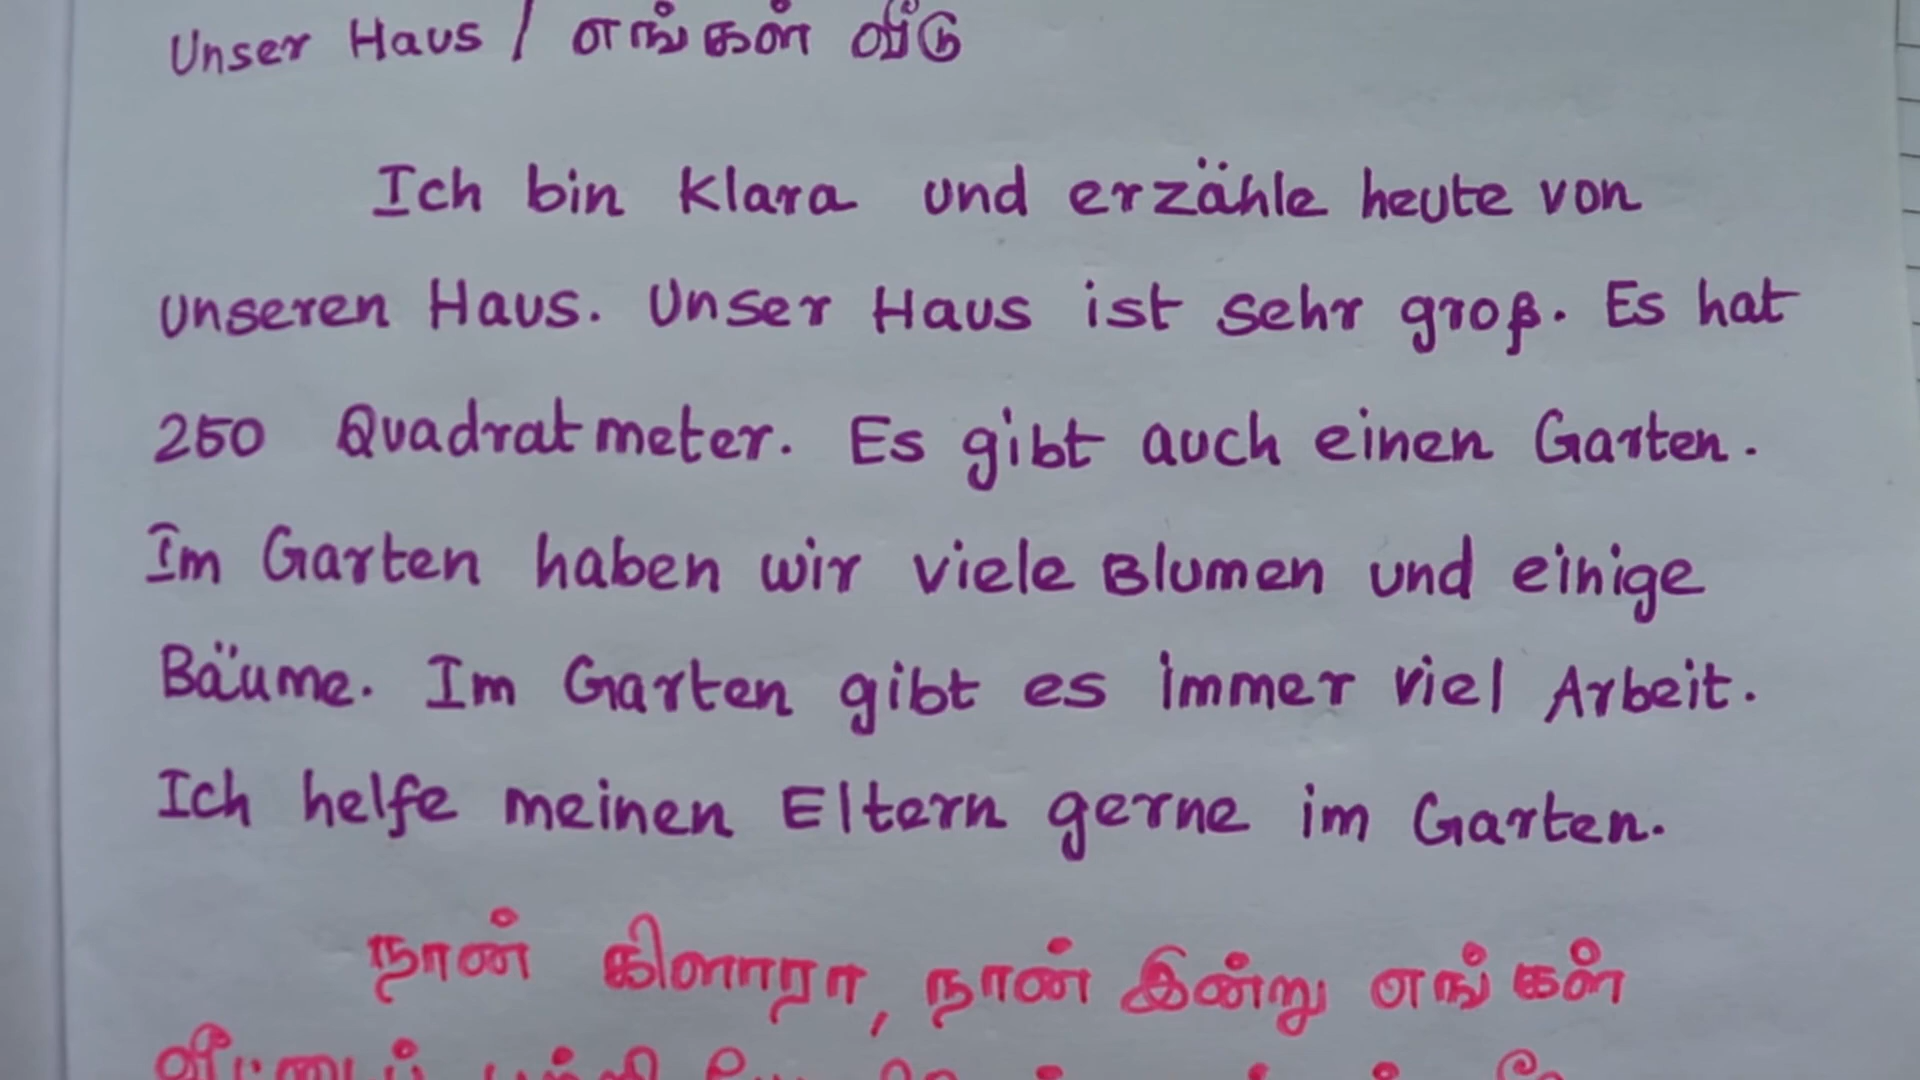 Unser Haus / எங்கள் வீடு
Ich bin Klara und erzähle heute von
unseren Haus. Unser Haus ist sehr groß. Es hat
250 Quadratmeter. Es gibt auch einen Garten.
Im Garten haben wir viele Blumen und einige
Bäume. Im Garten gibt es immer viel Arbeit.
Ich helfe meinen Eltern gerne im Garten.
நான் கிளாரா, நான் இன்று எங்கள்
வீட்டைப் பற்றி